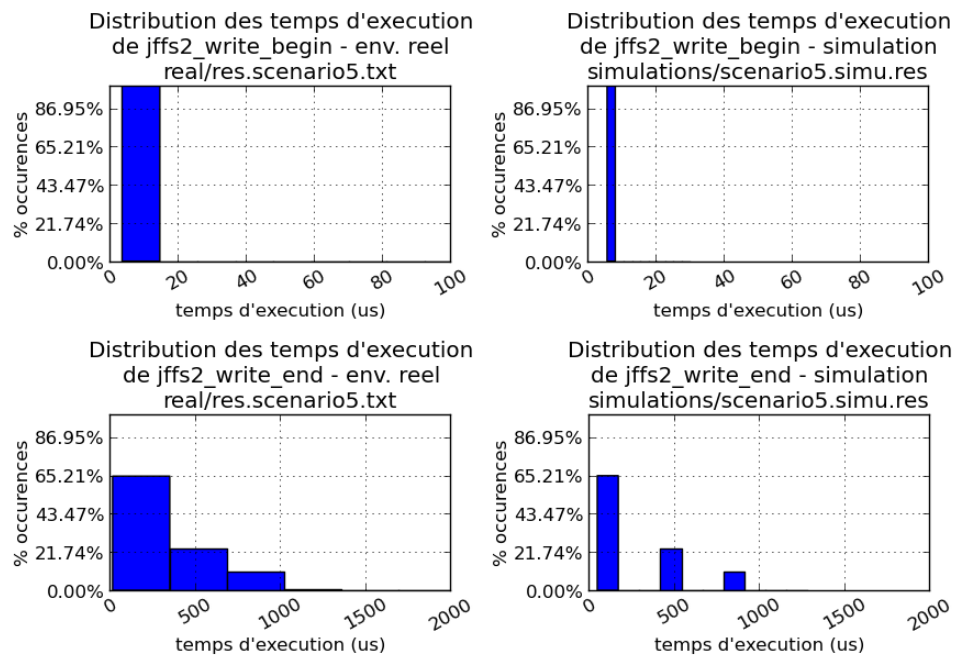 Distribution des temps d'execution
de jffs2_write_begin - env. reel
real/res.scenario5.txt
% occurences
86.95%
65.21%
43.47%
21.74%
0.00%
0
20
40
60
80
100
temps d'execution (us)
Distribution des temps d'execution
de jffs2_write_begin - simulation
simulations/scenario5.simu.res
% occurences
86.95%
65.21%
43.47%
21.74%
0.00%
0
20
40
60
80
100
temps d'execution (us)
Distribution des temps d'execution
de jffs2_write_end - env. reel
real/res.scenario5.txt
% occurences
86.95%
65.21%
43.47%
21.74%
0.00%
0
500
1000
1500
2000
temps d'execution (us)
Distribution des temps d'execution
de jffs2_write_end - simulation
simulations/scenario5.simu.res
% occurences
86.95%
65.21%
43.47%
21.74%
0.00%
0
500
1000
1500
2000
temps d'execution (us)